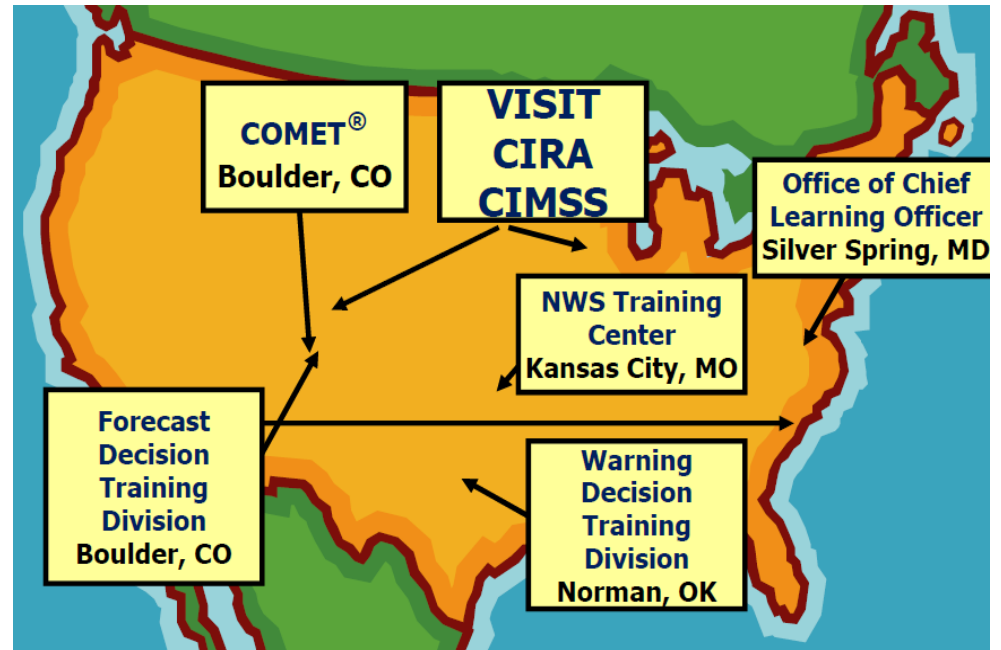 COMET®
Boulder, CO
VISIT
CIRA
CIMSS
Office of Chief
Learning Officer
Silver Spring, MD
NWS Training
Center
Kansas City, MO
Forecast
Decision
Training
Division
Boulder, CO
Warning
Decision
Training
Division
Norman, OK